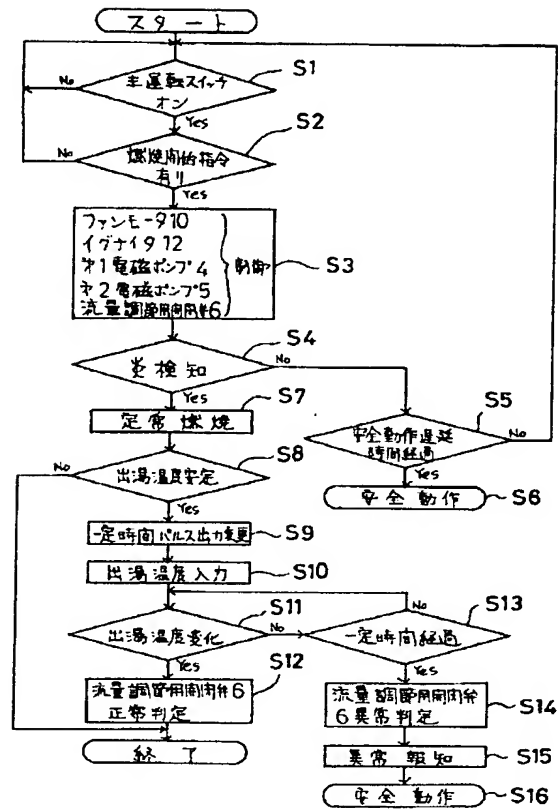 スタート
主運転スイッチ
オン
S1
No
Yes
燃焼開始指令
有り
S2
No
Yes
ファンモータ10
イグナイタ12
第1電磁ポンプ4
第2電磁ポンプ5
流量調節用開閉弁6
制御
S3
炎検知
S4
No
Yes
安全動作遅延
時間経過
S5
No
Yes
安全動作
S6
定常燃焼
S7
出湯温度安定
S8
No
Yes
一定時間パルス出力変更
S9
出湯温度入力
S10
出湯温度変化
S11
No
Yes
流量調節用開閉弁6
正常判定
S12
終了
一定時間経過
S13
No
Yes
流量調節用開閉弁
6異常判定
S14
異常報知
S15
安全動作
S16